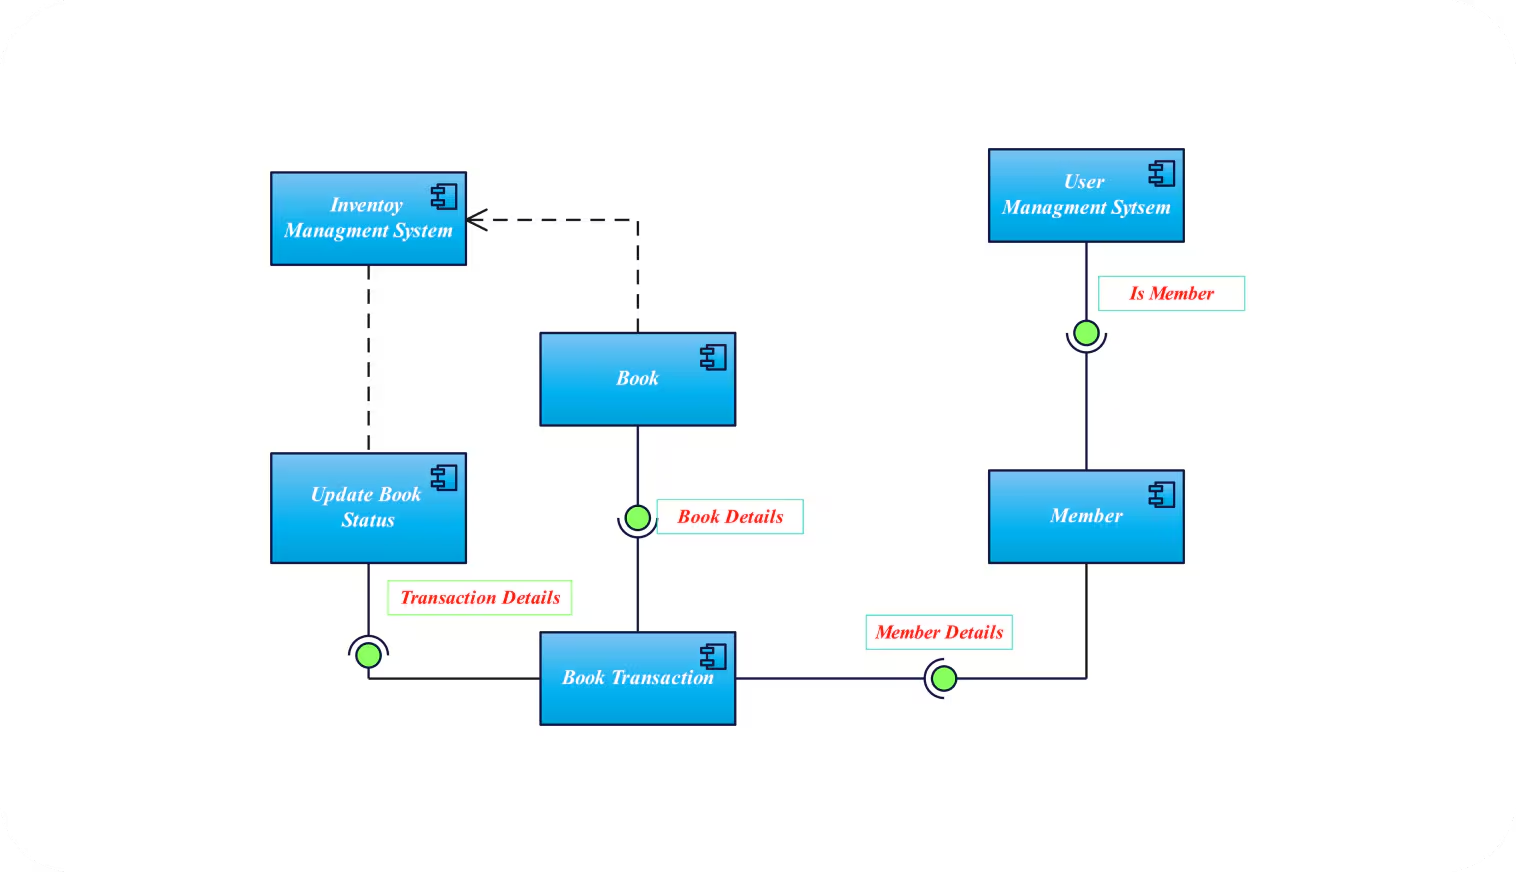 User
Managment Sytsem
Inventoy
Managment System
Is Member
Book
Update Book
Status
Book Details
Member
Transaction Details
Member Details
Book Transaction